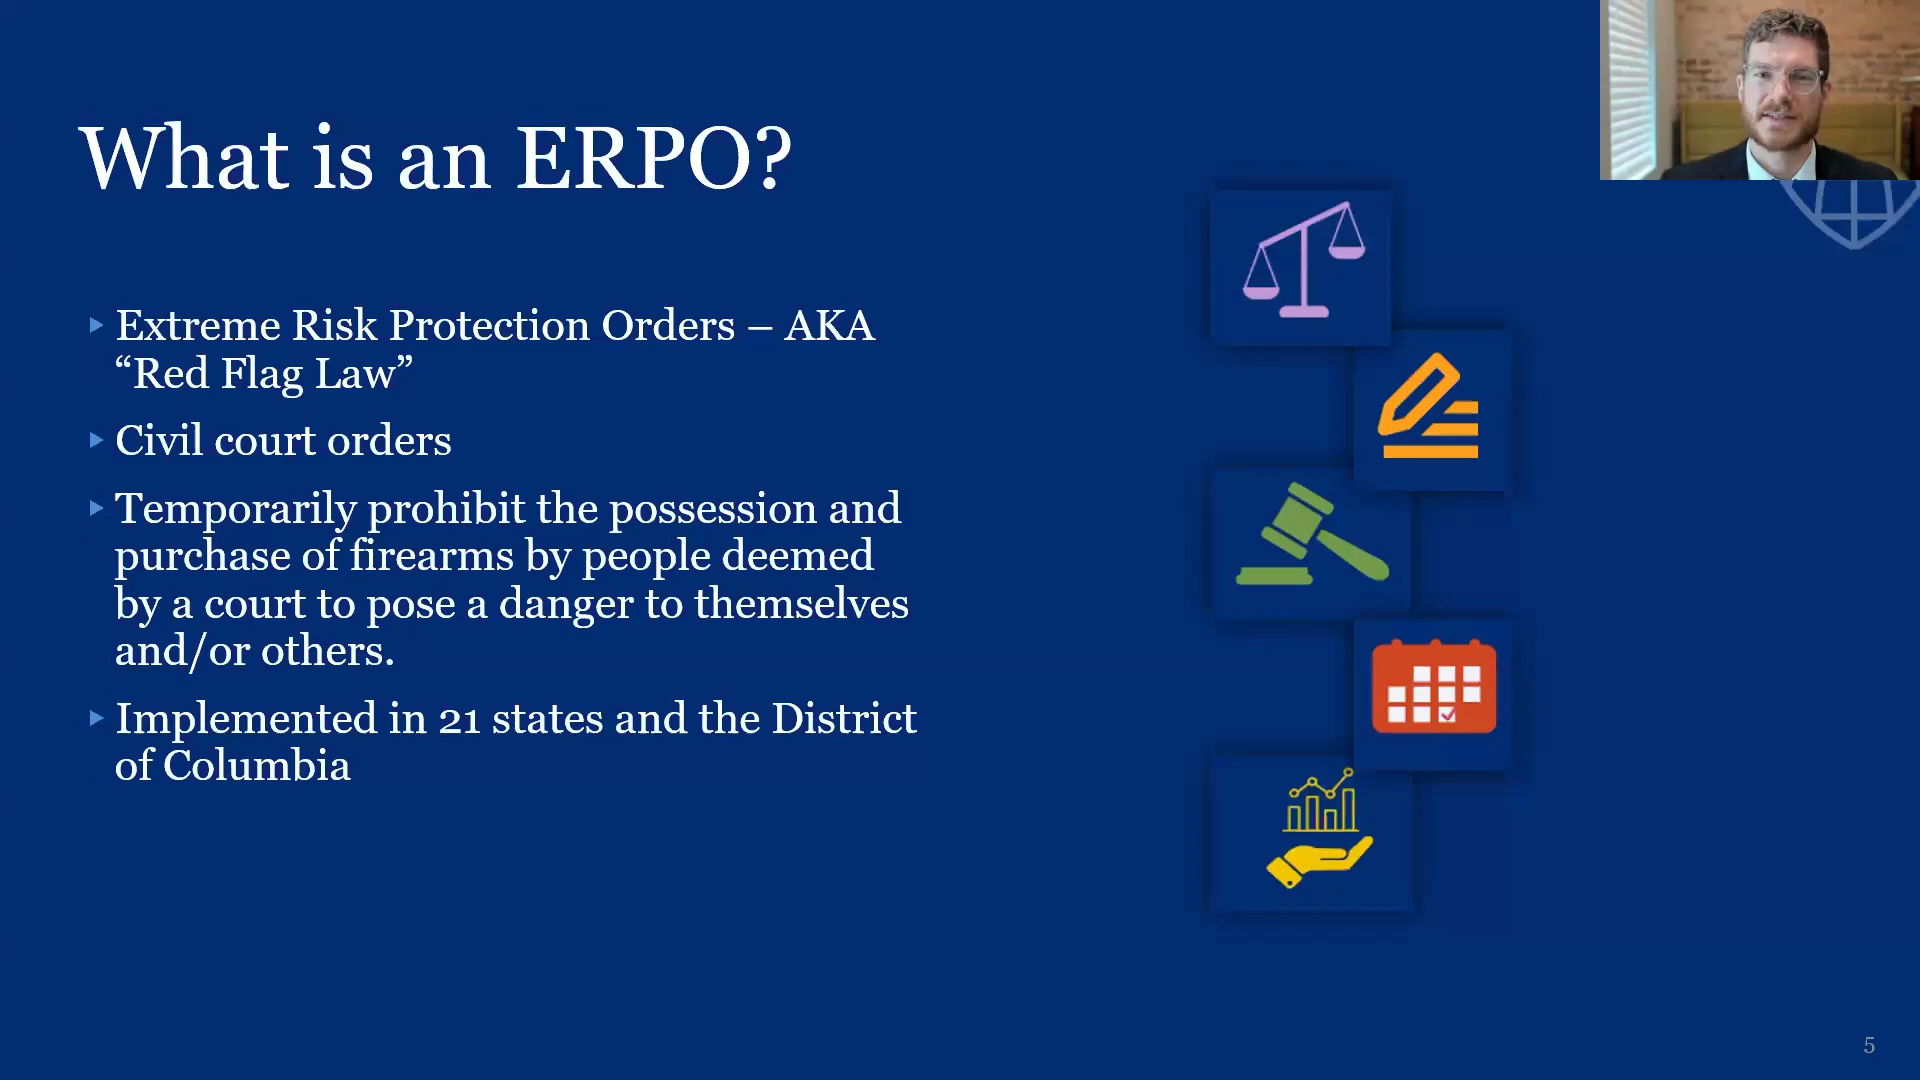 What is an ERPO?
Extreme Risk Protection Orders – AKA
“Red Flag Law”
Civil court orders
Temporarily prohibit the possession and
purchase of firearms by people deemed
by a court to pose a danger to themselves
and/or others.
Implemented in 21 states and the District
of Columbia
5